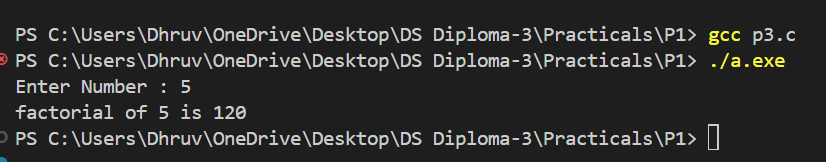 PS C:\Users\Dhruv\OneDrive\Desktop\DS Diploma-3\Practicals\P1> gcc p3.c
PS C:\Users\Dhruv\OneDrive\Desktop\DS Diploma-3\Practicals\P1> ./a.exe
Enter Number : 5
factorial of 5 is 120
PS C:\Users\Dhruv\OneDrive\Desktop\DS Diploma-3\Practicals\P1>